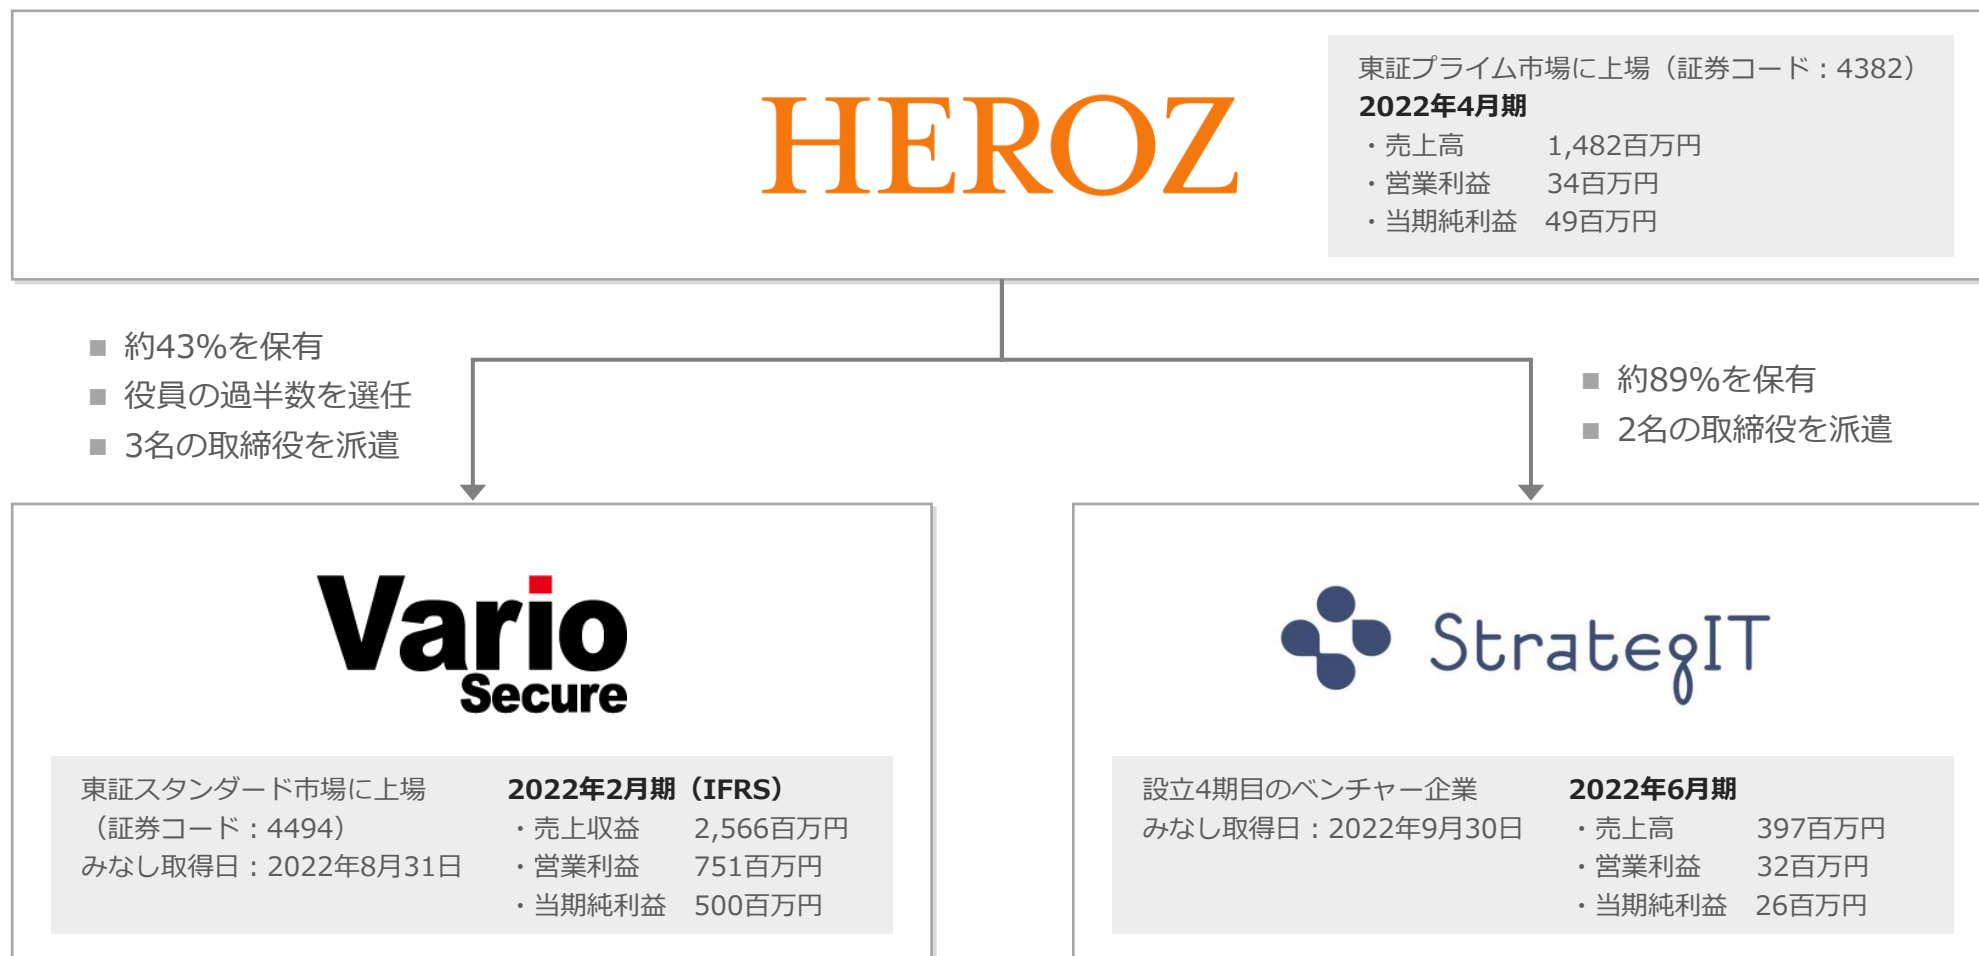 HEROZ
東証プライム市場に上場（証券コード：4382）
2022年4月期
・売上高 1,482百万円
・営業利益 34百万円
・当期純利益 49百万円
■ 約43%を保有
■ 役員の過半数を選任
■ 3名の取締役を派遣
■ 約89%を保有
■ 2名の取締役を派遣
Vario
Secure
東証スタンダード市場に上場
（証券コード：4494）
みなし取得日：2022年8月31日
2022年2月期（IFRS）
・売上収益 2,566百万円
・営業利益 751百万円
・当期純利益 500百万円
StrategIT
設立4期目のベンチャー企業
みなし取得日：2022年9月30日
2022年6月期
・売上高 397百万円
・営業利益 32百万円
・当期純利益 26百万円